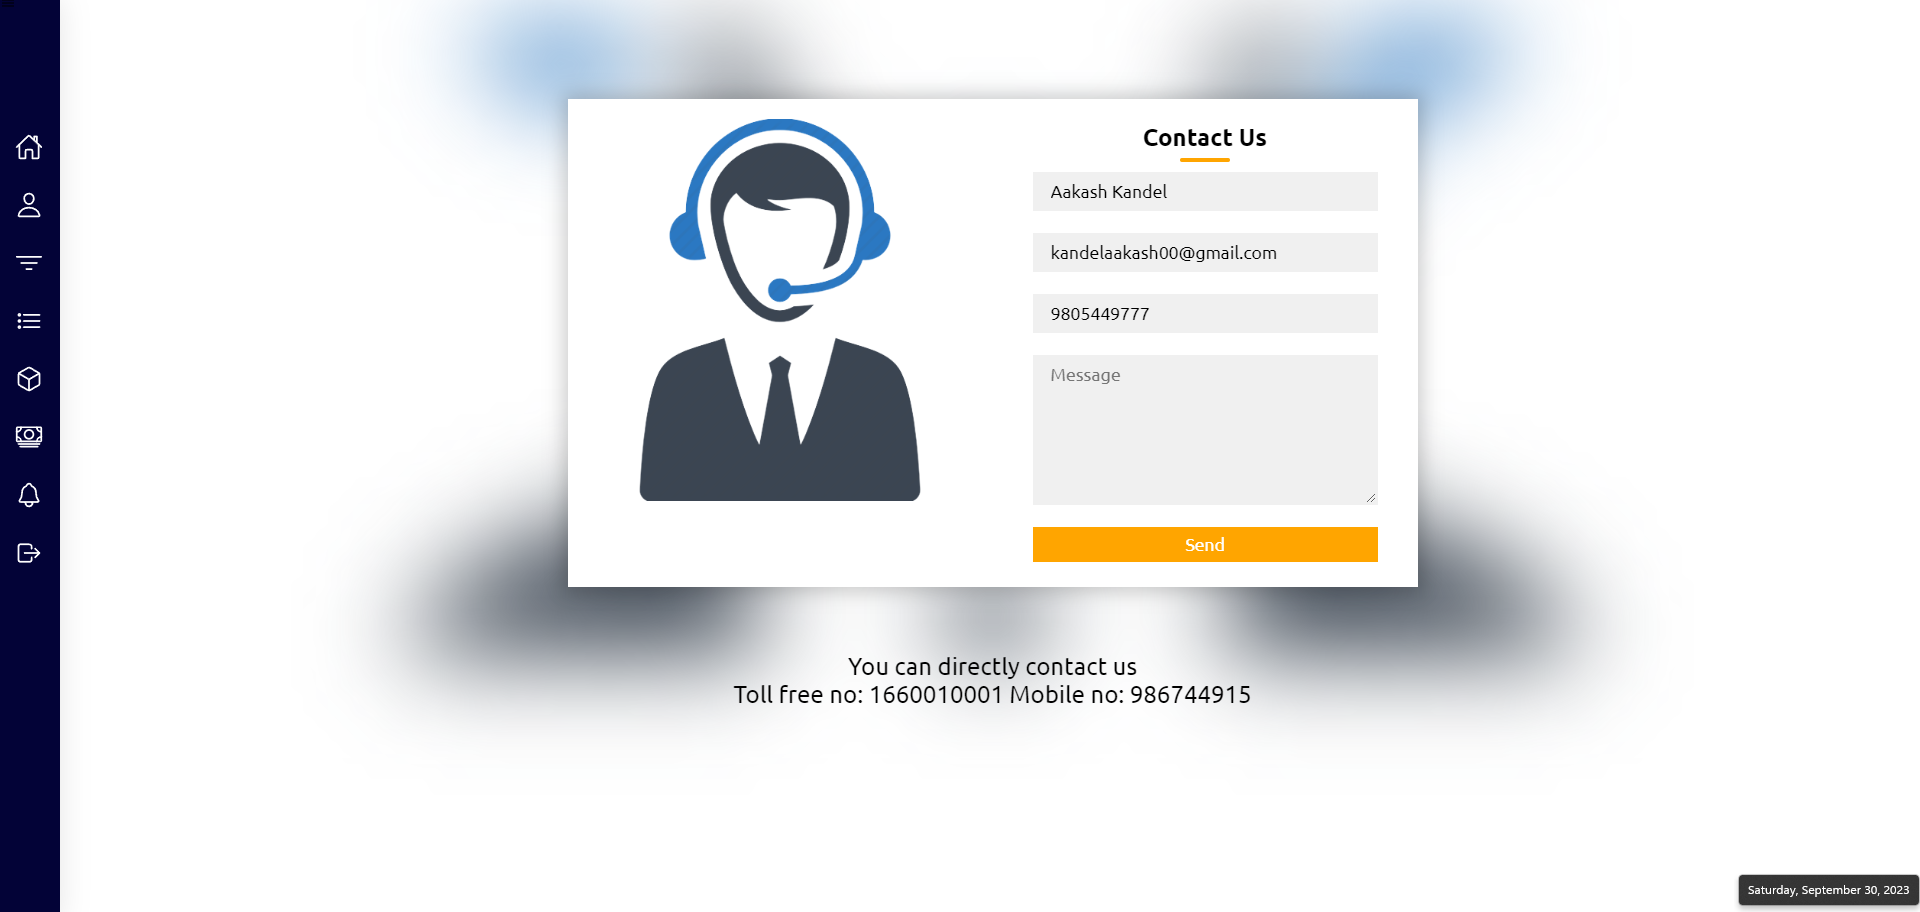 Contact Us
Aakash Kandel
kandelaakash00@gmail.com
9805449777
Message
Send
You can directly contact us
Toll free no: 1660010001 Mobile no: 986744915
Saturday, September 30, 2023